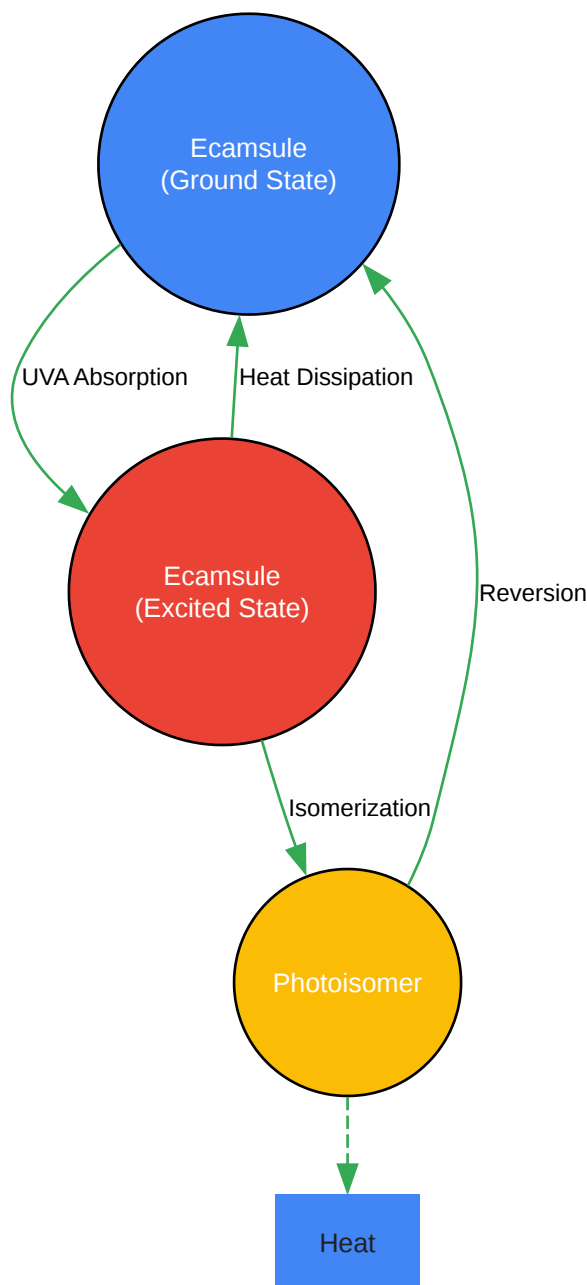 Ecamsule
(Ground State)
UVA Absorption
Heat Dissipation
Ecamsule
(Excited State)
Reversion
Isomerization
Photoisomer
Heat